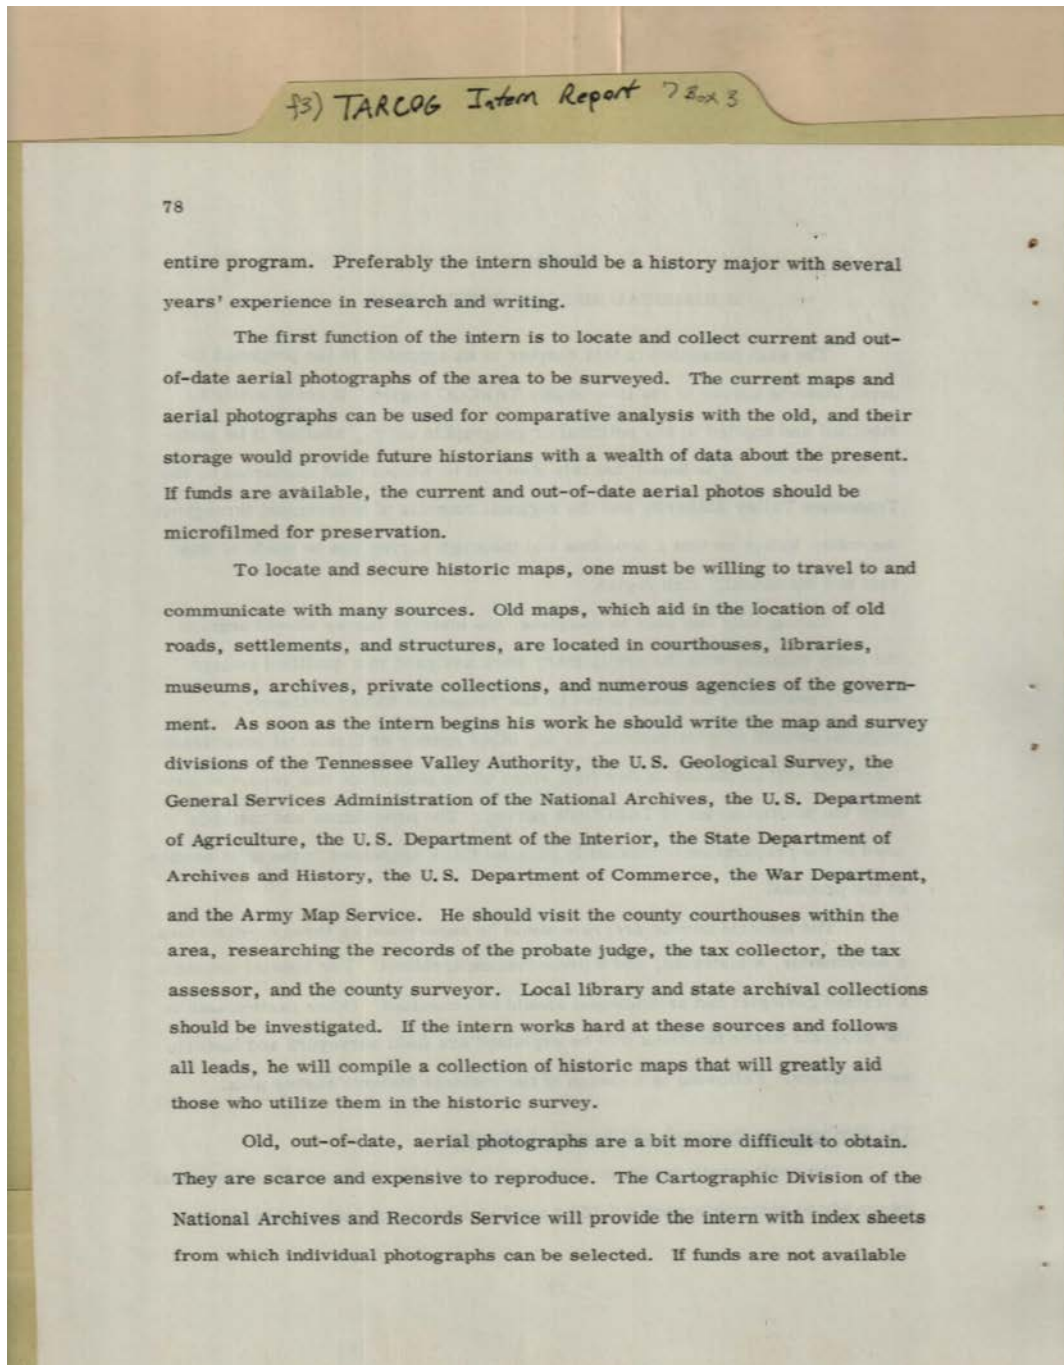 f3) TARCOG Intern Report 7 Box 3
78
entire program. Preferably the intern should be a history major with several
years' experience in research and writing.
The first function of the intern is to locate and collect current and out-
of-date aerial photographs of the area to be surveyed. The current maps and
aerial photographs can be used for comparative analysis with the old, and their
storage would provide future historians with a wealth of data about the present.
If funds are available, the current and out-of-date aerial photos should be
microfilmed for preservation.
To locate and secure historic maps, one must be willing to travel to and
communicate with many sources. Old maps, which aid in the location of old
roads, settlements, and structures, are located in courthouses, libraries,
museums, archives, private collections, and numerous agencies of the govern-
ment. As soon as the intern begins his work he should write the map and survey
divisions of the Tennessee Valley Authority, the U.S. Geological Survey, the
General Services Administration of the National Archives, the U.S. Department
of Agriculture, the U.S. Department of the Interior, the State Department of
Archives and History, the U.S. Department of Commerce, the War Department,
and the Army Map Service. He should visit the county courthouses within the
area, researching the records of the probate judge, the tax collector, the tax
assessor, and the county surveyor. Local library and state archival collections
should be investigated. If the intern works hard at these sources and follows
all leads, he will compile a collection of historic maps that will greatly aid
those who utilize them in the historic survey.
Old, out-of-date, aerial photographs are a bit more difficult to obtain.
They are scarce and expensive to reproduce. The Cartographic Division of the
National Archives and Records Service will provide the intern with index sheets
from which individual photographs can be selected. If funds are not available